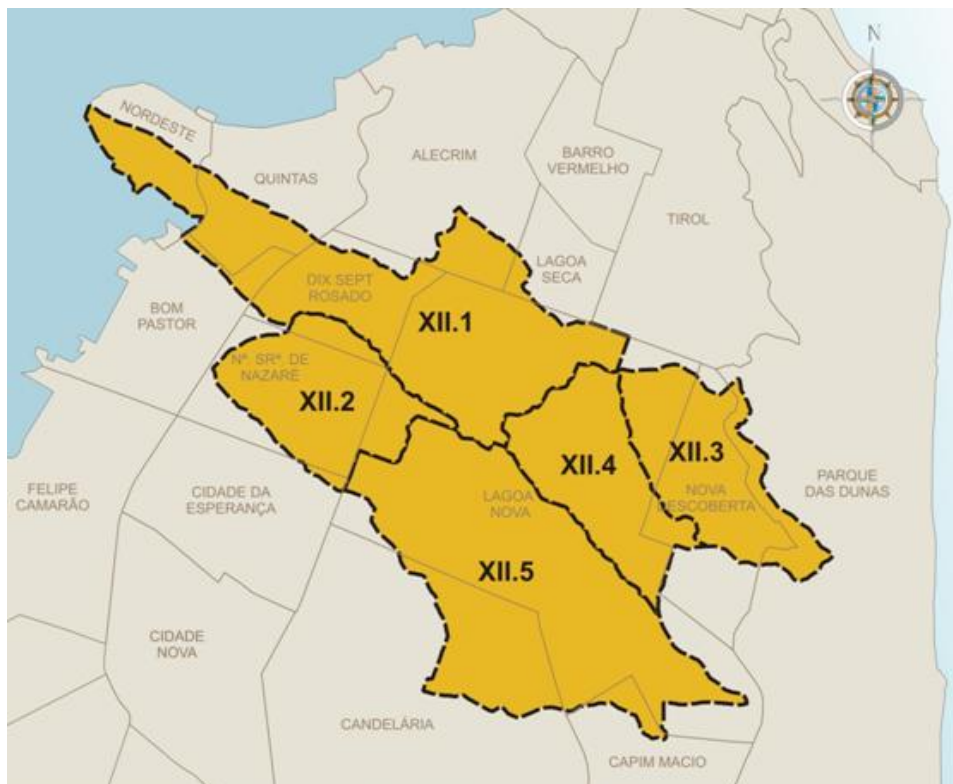 N
NORDESTE
QUINTAS
ALECRIM
BARRO
VERMELHO
TIROL
LAGOA
SECA
DIX SEPT
ROSADO
BOM
PASTOR
XII.1
Nª. SRª. DE
NAZARÉ
XII.2
XII.4
XII.3
NOVA
DESCOBERTA
PARQUE
DAS DUNAS
FELIPE
CAMARÃO
CIDADE DA
ESPERANÇA
LAGOA
NOVA
XII.5
CIDADE
NOVA
CANDELÁRIA
CAPIM MACIO